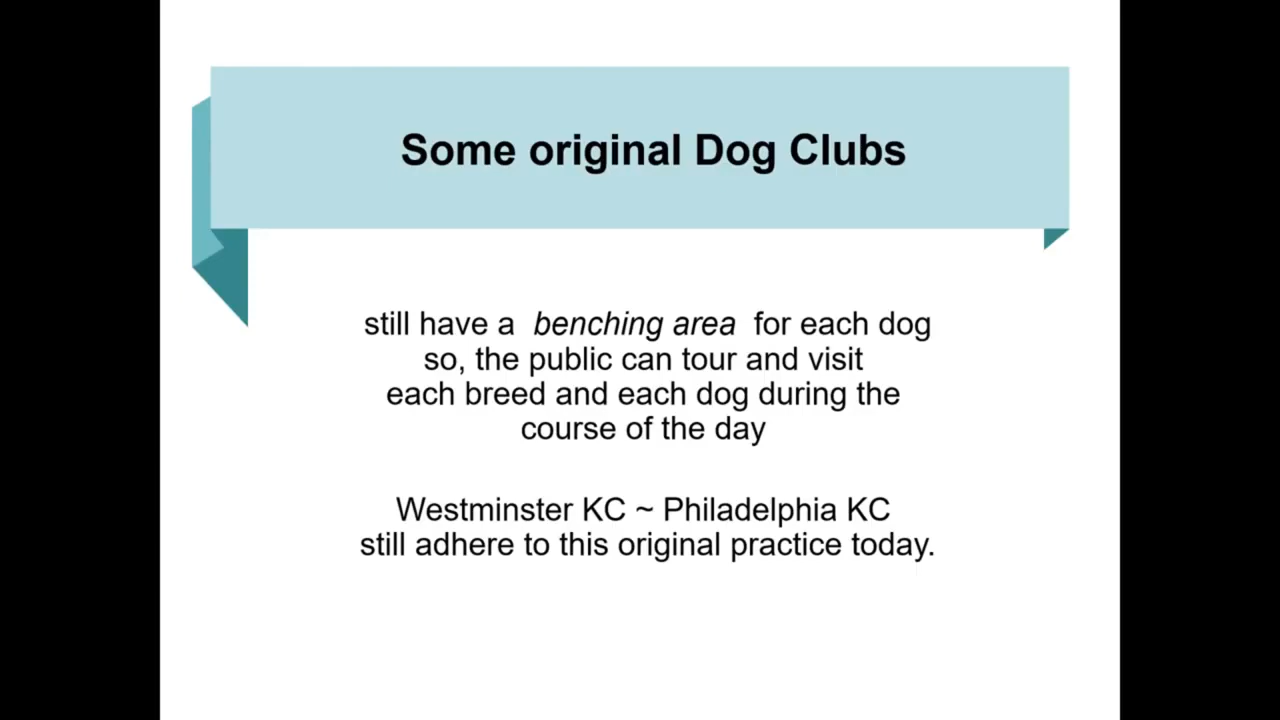 Some original Dog Clubs
still have a benching area for each dog
so, the public can tour and visit
each breed and each dog during the
course of the day
Westminster KC ~ Philadelphia KC
still adhere to this original practice today.